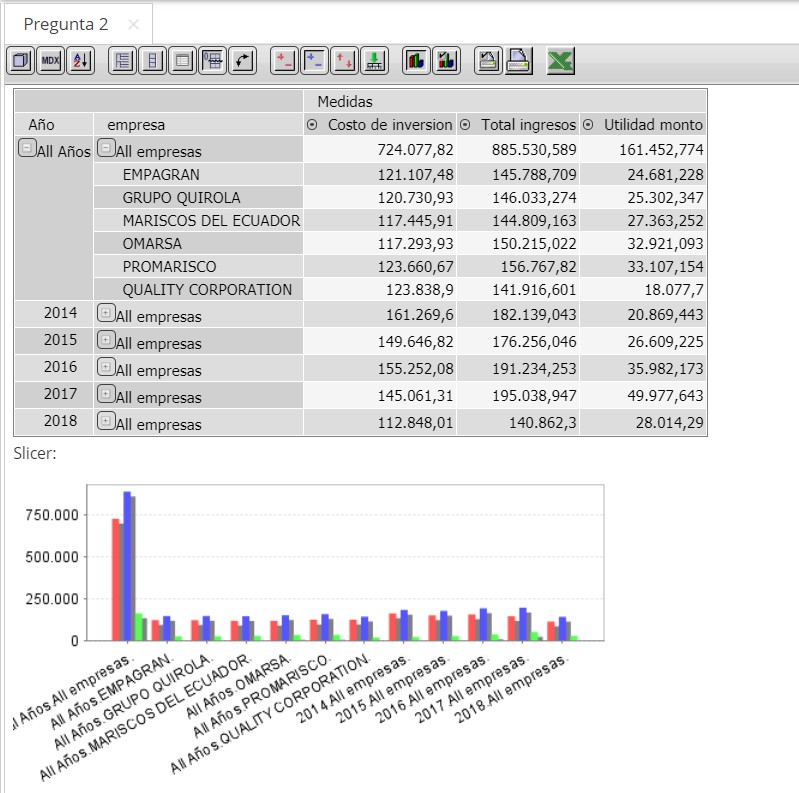 Pregunta 2 ×
MDX
Medidas
Año empresa Costo de inversion Total ingresos Utilidad monto
All Años All empresas 724.077,82 885.530,589 161.452,774
EMPAGRAN 121.107,48 145.788,709 24.681,228
GRUPO QUIROLA 120.730,93 146.033,274 25.302,347
MARISCOS DEL ECUADOR 117.445,91 144.809,163 27.363,252
OMARSA 117.293,93 150.215,022 32.921,093
PROMARISCO 123.660,67 156.767,82 33.107,154
QUALITY CORPORATION 123.838,9 141.916,601 18.077,7
2014 All empresas 161.269,6 182.139,043 20.869,443
2015 All empresas 149.646,82 176.256,046 26.609,225
2016 All empresas 155.252,08 191.234,253 35.982,173
2017 All empresas 145.061,31 195.038,947 49.977,643
2018 All empresas 112.848,01 140.862,3 28.014,29
Slicer:
750.000
500.000
250.000
0
ll Años.All empresas.
All Años.EMPAGRAN.
All Años.GRUPO QUIROLA.
All Años.MARISCOS DEL ECUADOR.
All Años.OMARSA.
All Años.PROMARISCO.
All Años.QUALITY CORPORATION.
2014.All empresas.
2015.All empresas.
2016.All empresas.
2017.All empresas.
2018.All empresas.